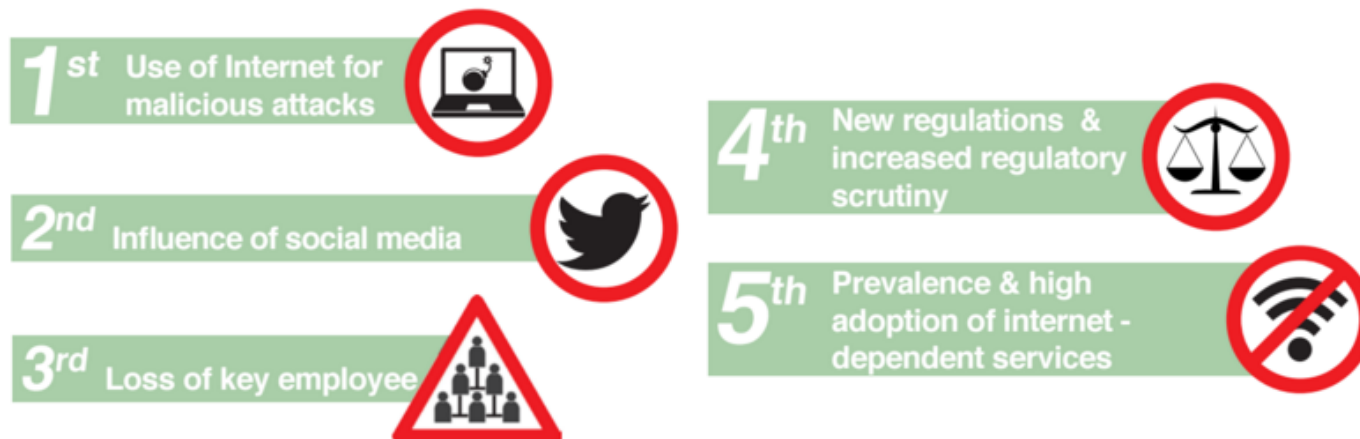 1st Use of Internet for
malicious attacks
2nd Influence of social media
3rd Loss of key employee
4th New regulations &
increased regulatory
scrutiny
5th Prevalence & high
adoption of internet -
dependent services